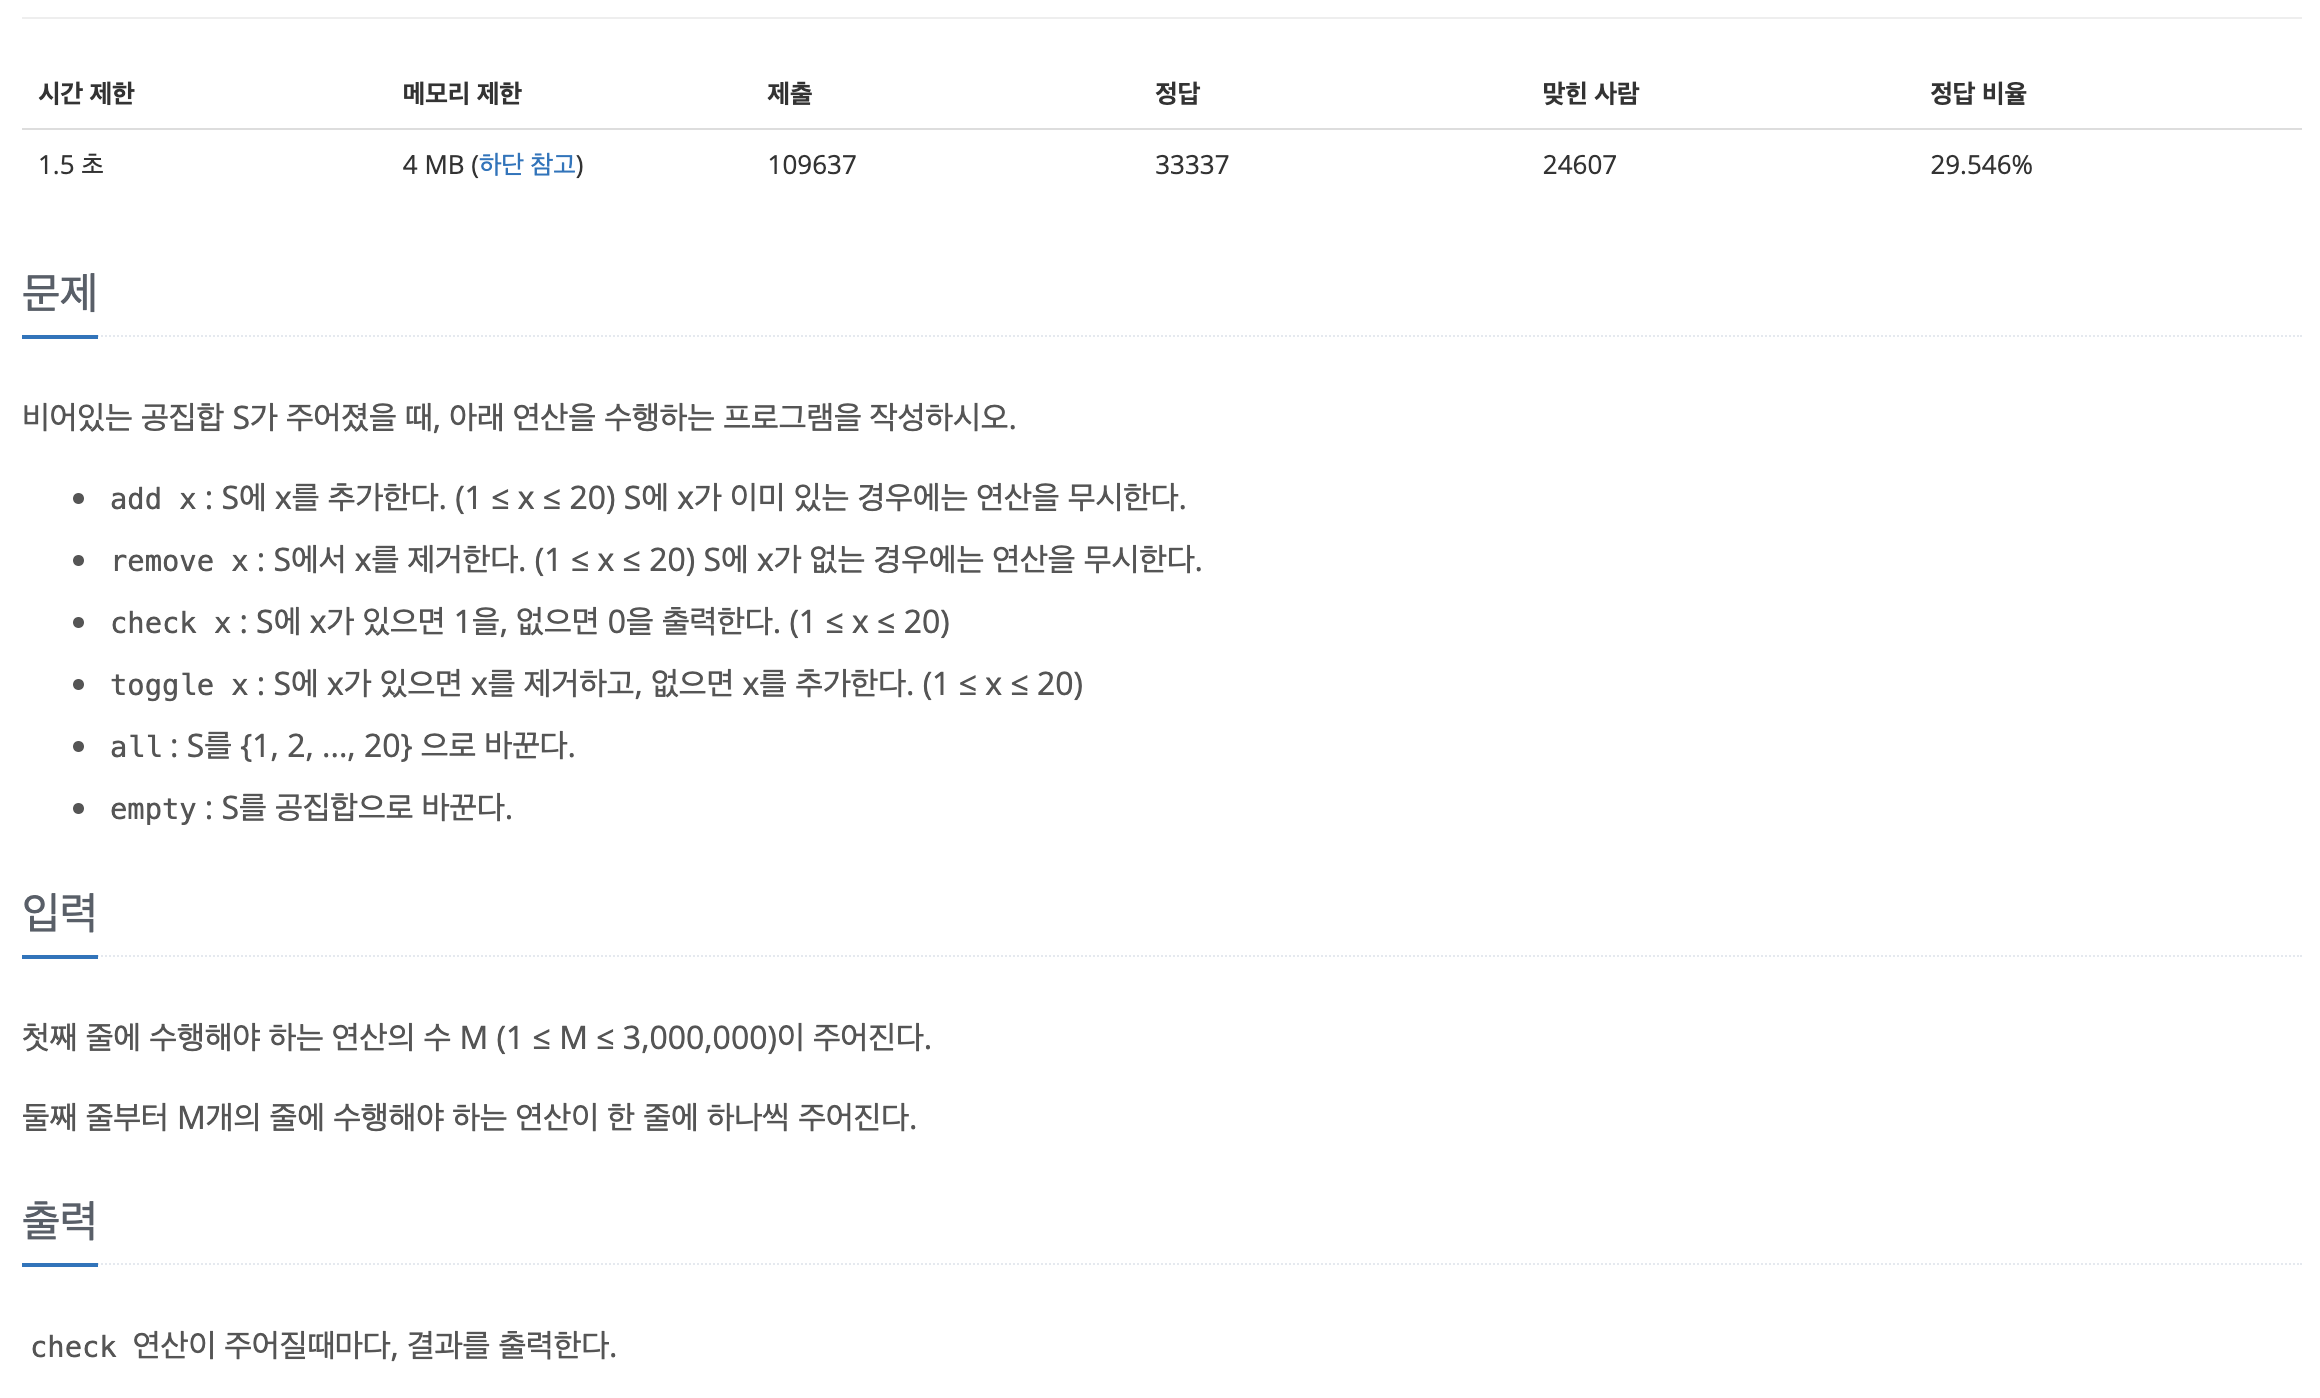 시간 제한 메모리 제한 제출 정답 맞힌 사람 정답 비율
1.5 초 4 MB (하단 참고) 109637 33337 24607 29.546%
문제
비어있는 공집합 S가 주어졌을 때, 아래 연산을 수행하는 프로그램을 작성하시오.
• add x : S에 x를 추가한다. (1 ≤ x ≤ 20) S에 x가 이미 있는 경우에는 연산을 무시한다.
• remove x : S에서 x를 제거한다. (1 ≤ x ≤ 20) S에 x가 없는 경우에는 연산을 무시한다.
• check x : S에 x가 있으면 1을, 없으면 0을 출력한다. (1 ≤ x ≤ 20)
• toggle x : S에 x가 있으면 x를 제거하고, 없으면 x를 추가한다. (1 ≤ x ≤ 20)
• all : S를 {1, 2, ..., 20} 으로 바꾼다.
• empty : S를 공집합으로 바꾼다.
입력
첫째 줄에 수행해야 하는 연산의 수 M (1 ≤ M ≤ 3,000,000)이 주어진다.
둘째 줄부터 M개의 줄에 수행해야 하는 연산이 한 줄에 하나씩 주어진다.
출력
check 연산이 주어질때마다, 결과를 출력한다.